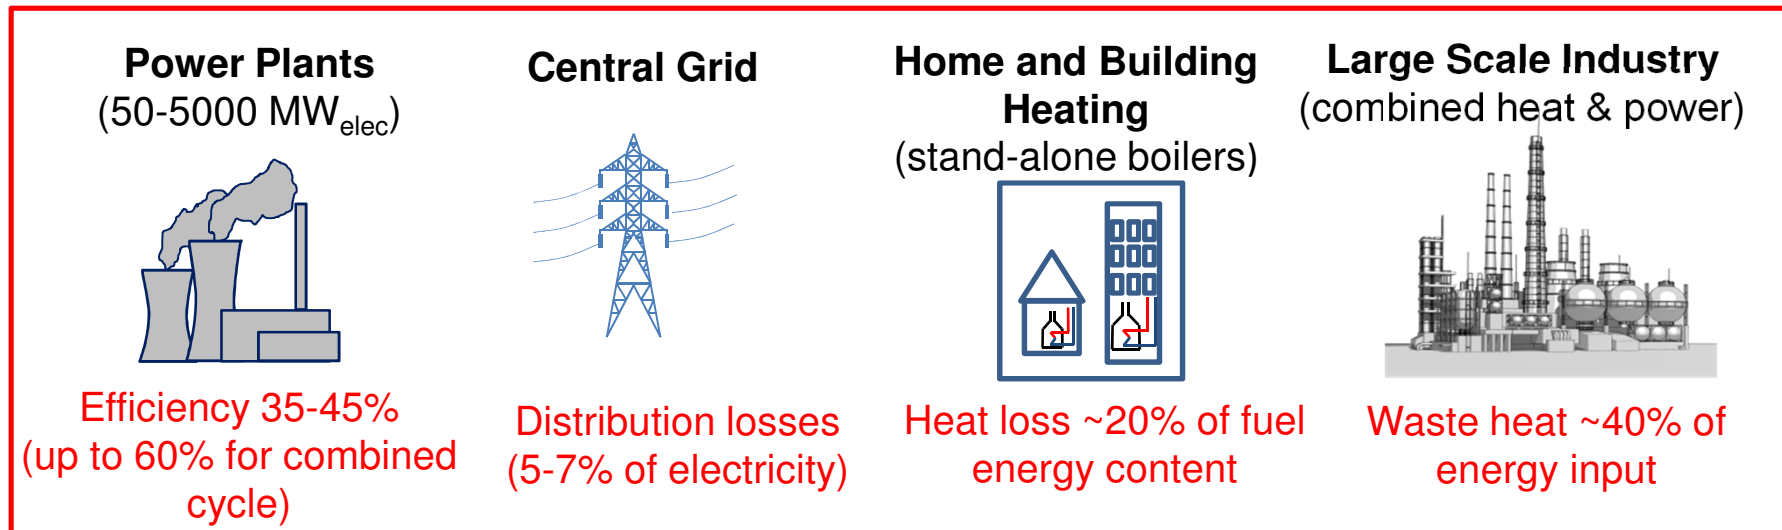 Power Plants
(50-5000 MWelec)
Efficiency 35-45%
(up to 60% for combined
cycle)
Central Grid
Distribution losses
(5-7% of electricity)
Home and Building
Heating
(stand-alone boilers)
Heat loss ~20% of fuel
energy content
Large Scale Industry
(combined heat & power)
Waste heat ~40% of
energy input